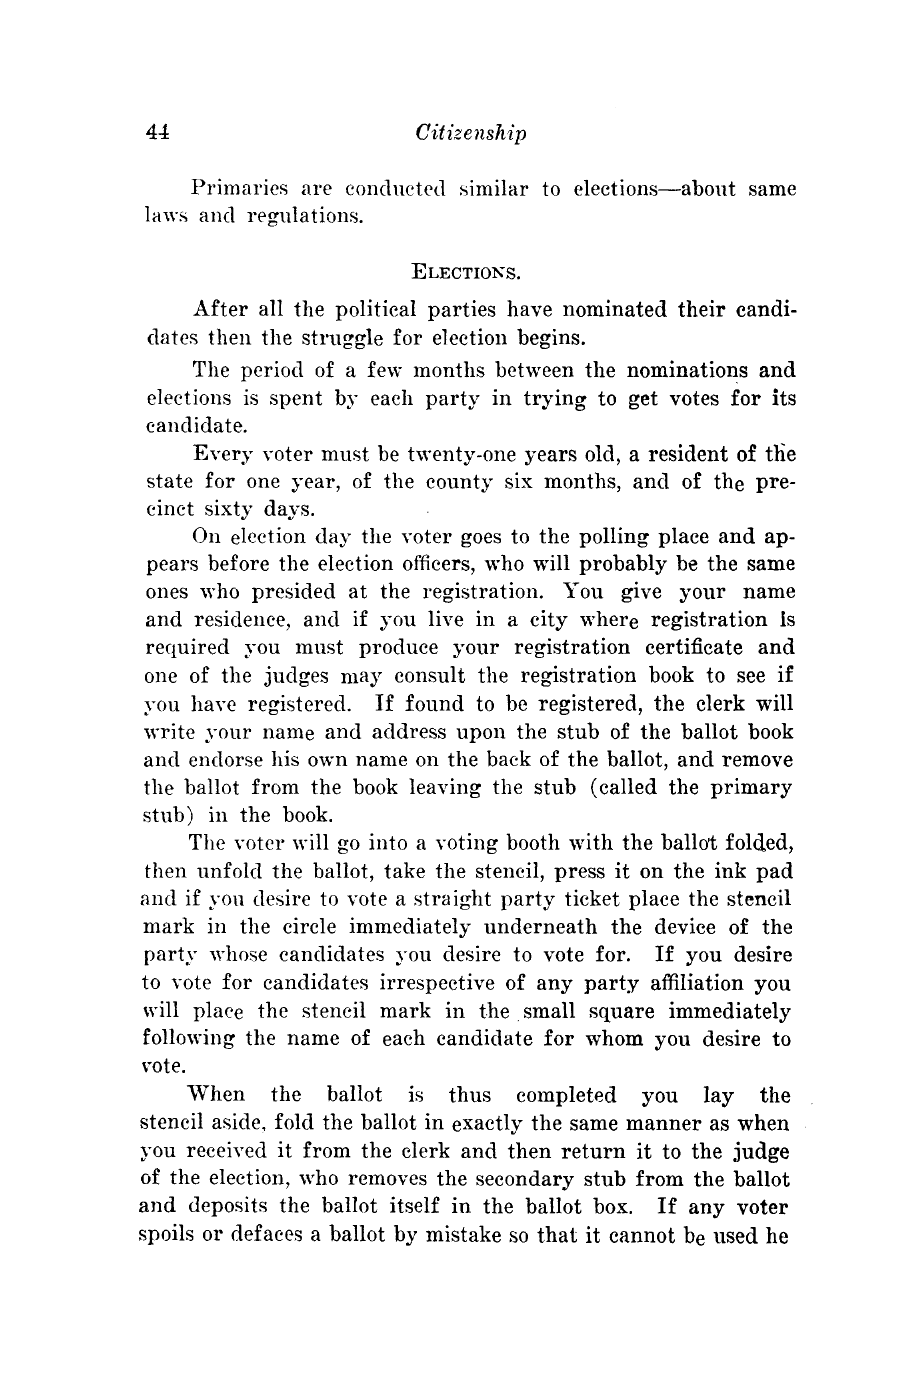 44 Citizenship
Primaries are conducted similar to elections—about same
laws and regulations.
ELECTIONS.
After all the political parties have nominated their candi-
dates then the struggle for election begins.
The period of a few months between the nominations and
elections is spent by each party in trying to get votes for its
candidate.
Every voter must be twenty-one years old, a resident of the
state for one year, of the county six months, and of the pre-
cinct sixty days.
On election day the voter goes to the polling place and ap-
pears before the election officers, who will probably be the same
ones who presided at the registration. You give your name
and residence, and if you live in a city where registration is
required you must produce your registration certificate and
one of the judges may consult the registration book to see if
you have registered. If found to be registered, the clerk will
write your name and address upon the stub of the ballot book
and endorse his own name on the back of the ballot, and remove
the ballot from the book leaving the stub (called the primary
stub) in the book.
The voter will go into a voting booth with the ballot folded,
then unfold the ballot, take the stencil, press it on the ink pad
and if you desire to vote a straight party ticket place the stencil
mark in the circle immediately underneath the device of the
party whose candidates you desire to vote for. If you desire
to vote for candidates irrespective of any party affiliation you
will place the stencil mark in the small square immediately
following the name of each candidate for whom you desire to
vote.
When the ballot is thus completed you lay the
stencil aside, fold the ballot in exactly the same manner as when
you received it from the clerk and then return it to the judge
of the election, who removes the secondary stub from the ballot
and deposits the ballot itself in the ballot box. If any voter
spoils or defaces a ballot by mistake so that it cannot be used he